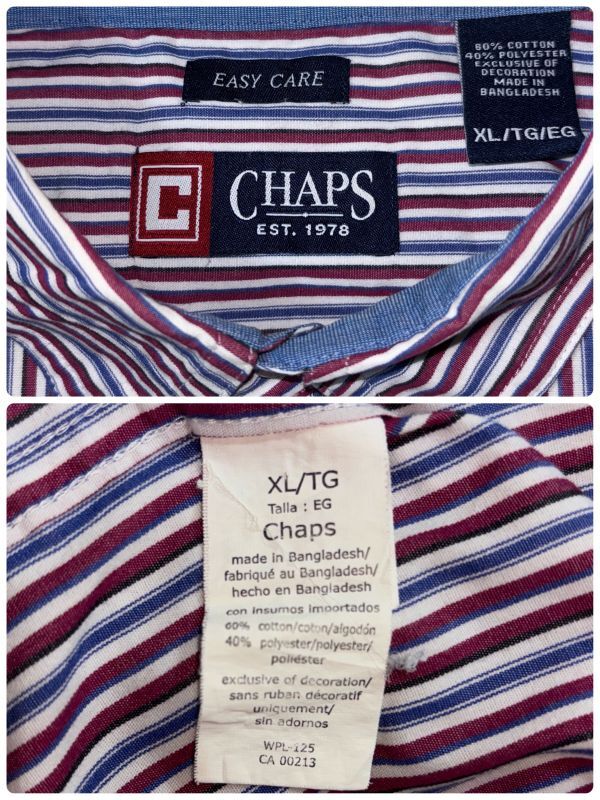 EASY CARE
60% COTTON
40% POLYESTER
EXCLUSIVE OF
DECORATION
MADE IN
BANGLADESH
XL/TG/EG
C CHAPS
EST. 1978
XL/TG
Talla : EG
Chaps
made in Bangladesh/
fabriqué au Bangladesh/
hecho en Bangladesh
con insumos importados
60% cotton/coton/algodón
40% polyester/polyester/
poliéster
exclusive of decoration/
sans ruban décoratif
uniquement/
sin adornos
WPL-125
CA 00213